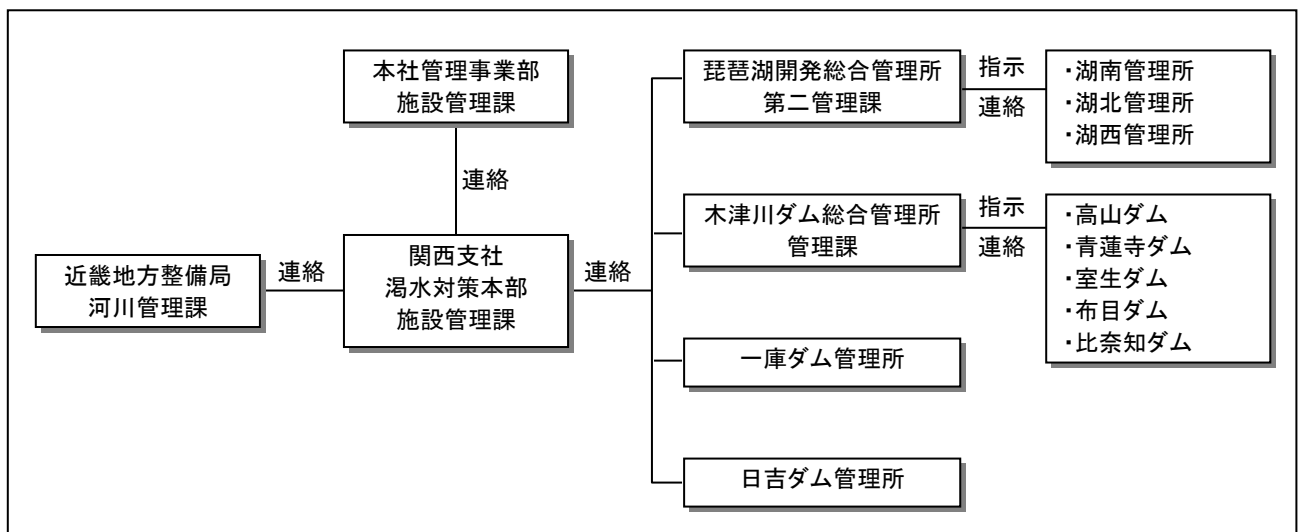 本社管理事業部
施設管理課
連絡
近畿地方整備局
河川管理課
連絡
関西支社
渇水対策本部
施設管理課
連絡
琵琶湖開発総合管理所
第二管理課
指示
連絡
・湖南管理所
・湖北管理所
・湖西管理所
木津川ダム総合管理所
管理課
指示
連絡
・高山ダム
・青蓮寺ダム
・室生ダム
・布目ダム
・比奈知ダム
一庫ダム管理所
日吉ダム管理所